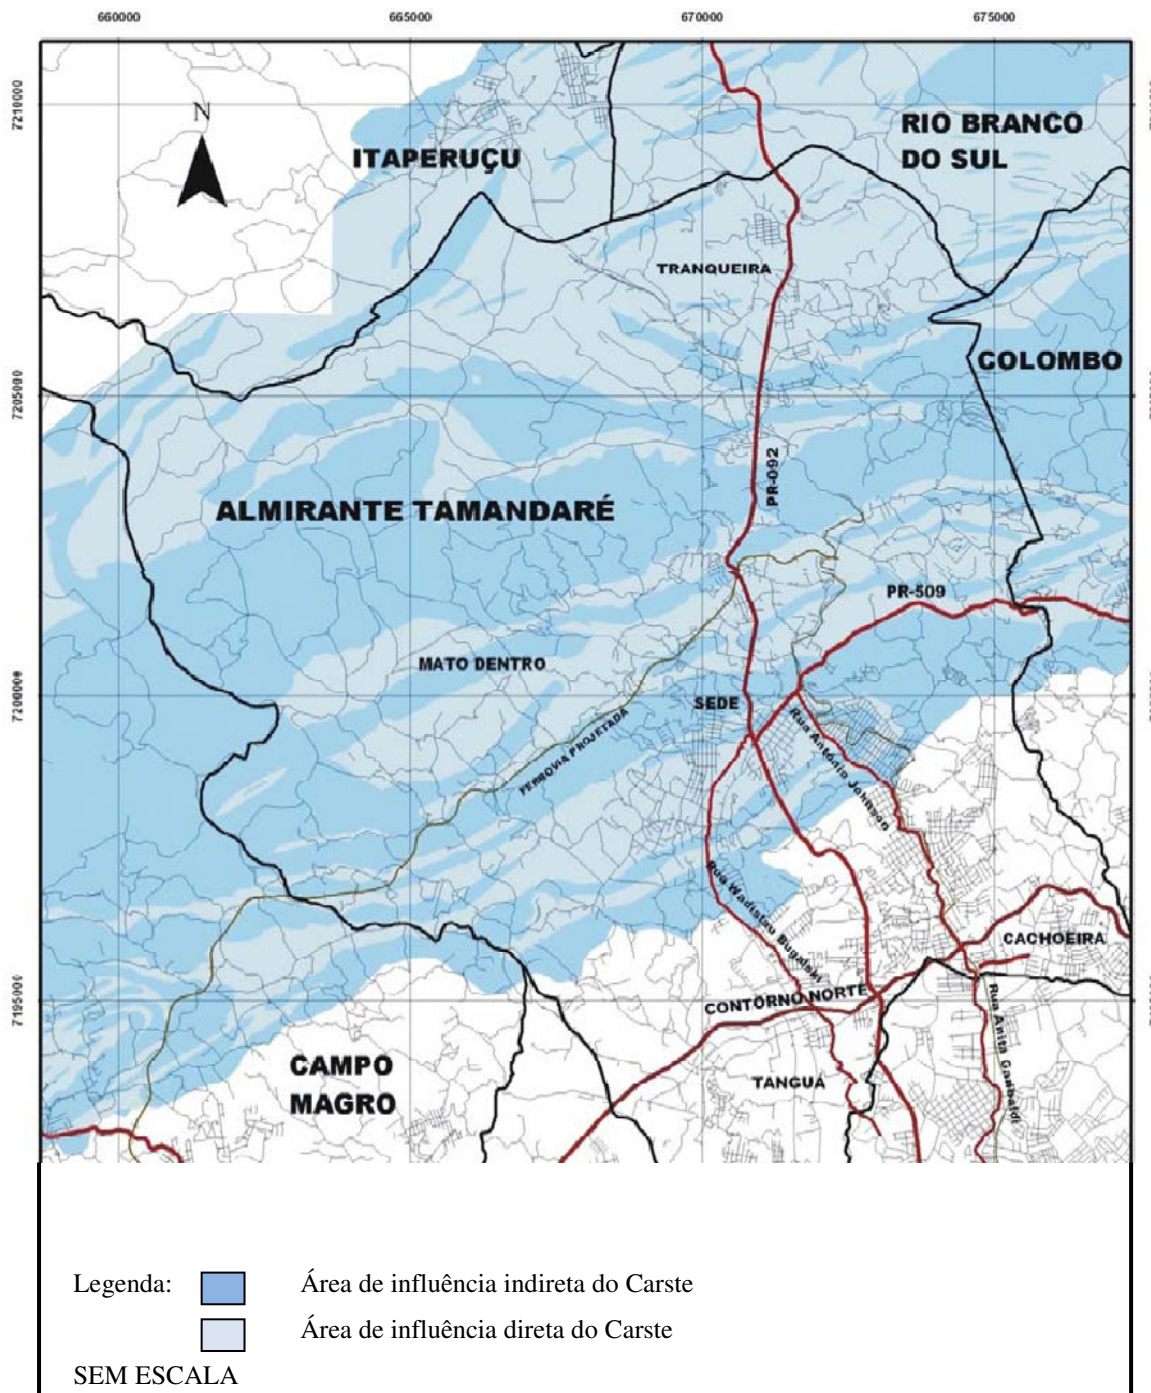 660000
665000
670000
675000
7210000
N
ITAPERUÇU
RIO BRANCO
DO SUL
TRANQUEIRA
COLOMBO
7205000
PR-092
ALMIRANTE TAMANDARÉ
PR-509
MATO DENTRO
7200000
SEDE
FERROVIA PROJETADA
Rua Antônio Johnson
Rua Wadistru Bugalski
CACHOEIRA
7195000
CONTORNO NORTE
Rua Anita Garibaldi
CAMPO
MAGRO
TANGUÁ
Legenda:
Área de influência indireta do Carste
Área de influência direta do Carste
SEM ESCALA